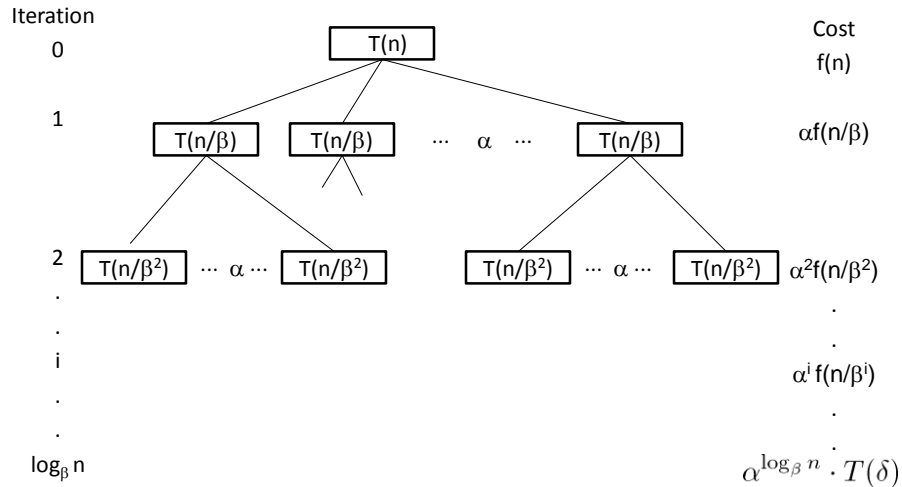 Iteration
Cost
0 T(n) f(n)
1 T(n/β) T(n/β) ... α ... T(n/β) αf(n/β)
2 T(n/β²) ... α ... T(n/β²) T(n/β²) ... α ... T(n/β²) α²f(n/β²)
. .
. .
i αⁱ f(n/βⁱ)
. .
. .
log_β n α^{log_β n} · T(δ)